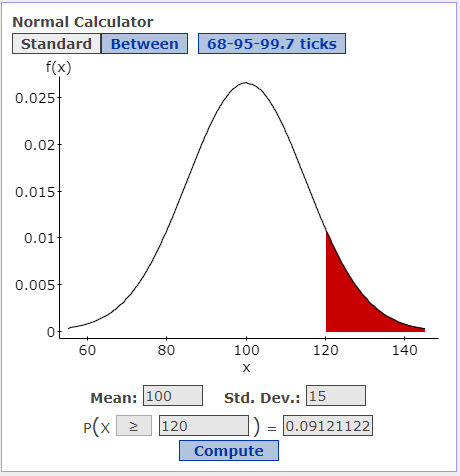 Normal Calculator
Standard Between 68-95-99.7 ticks
f(x)
0.025
0.02
0.015
0.01
0.005
0
60 80 100 120 140
x
Mean: 100 Std. Dev.: 15
P(X ≥ 120 ) = 0.09121122
Compute